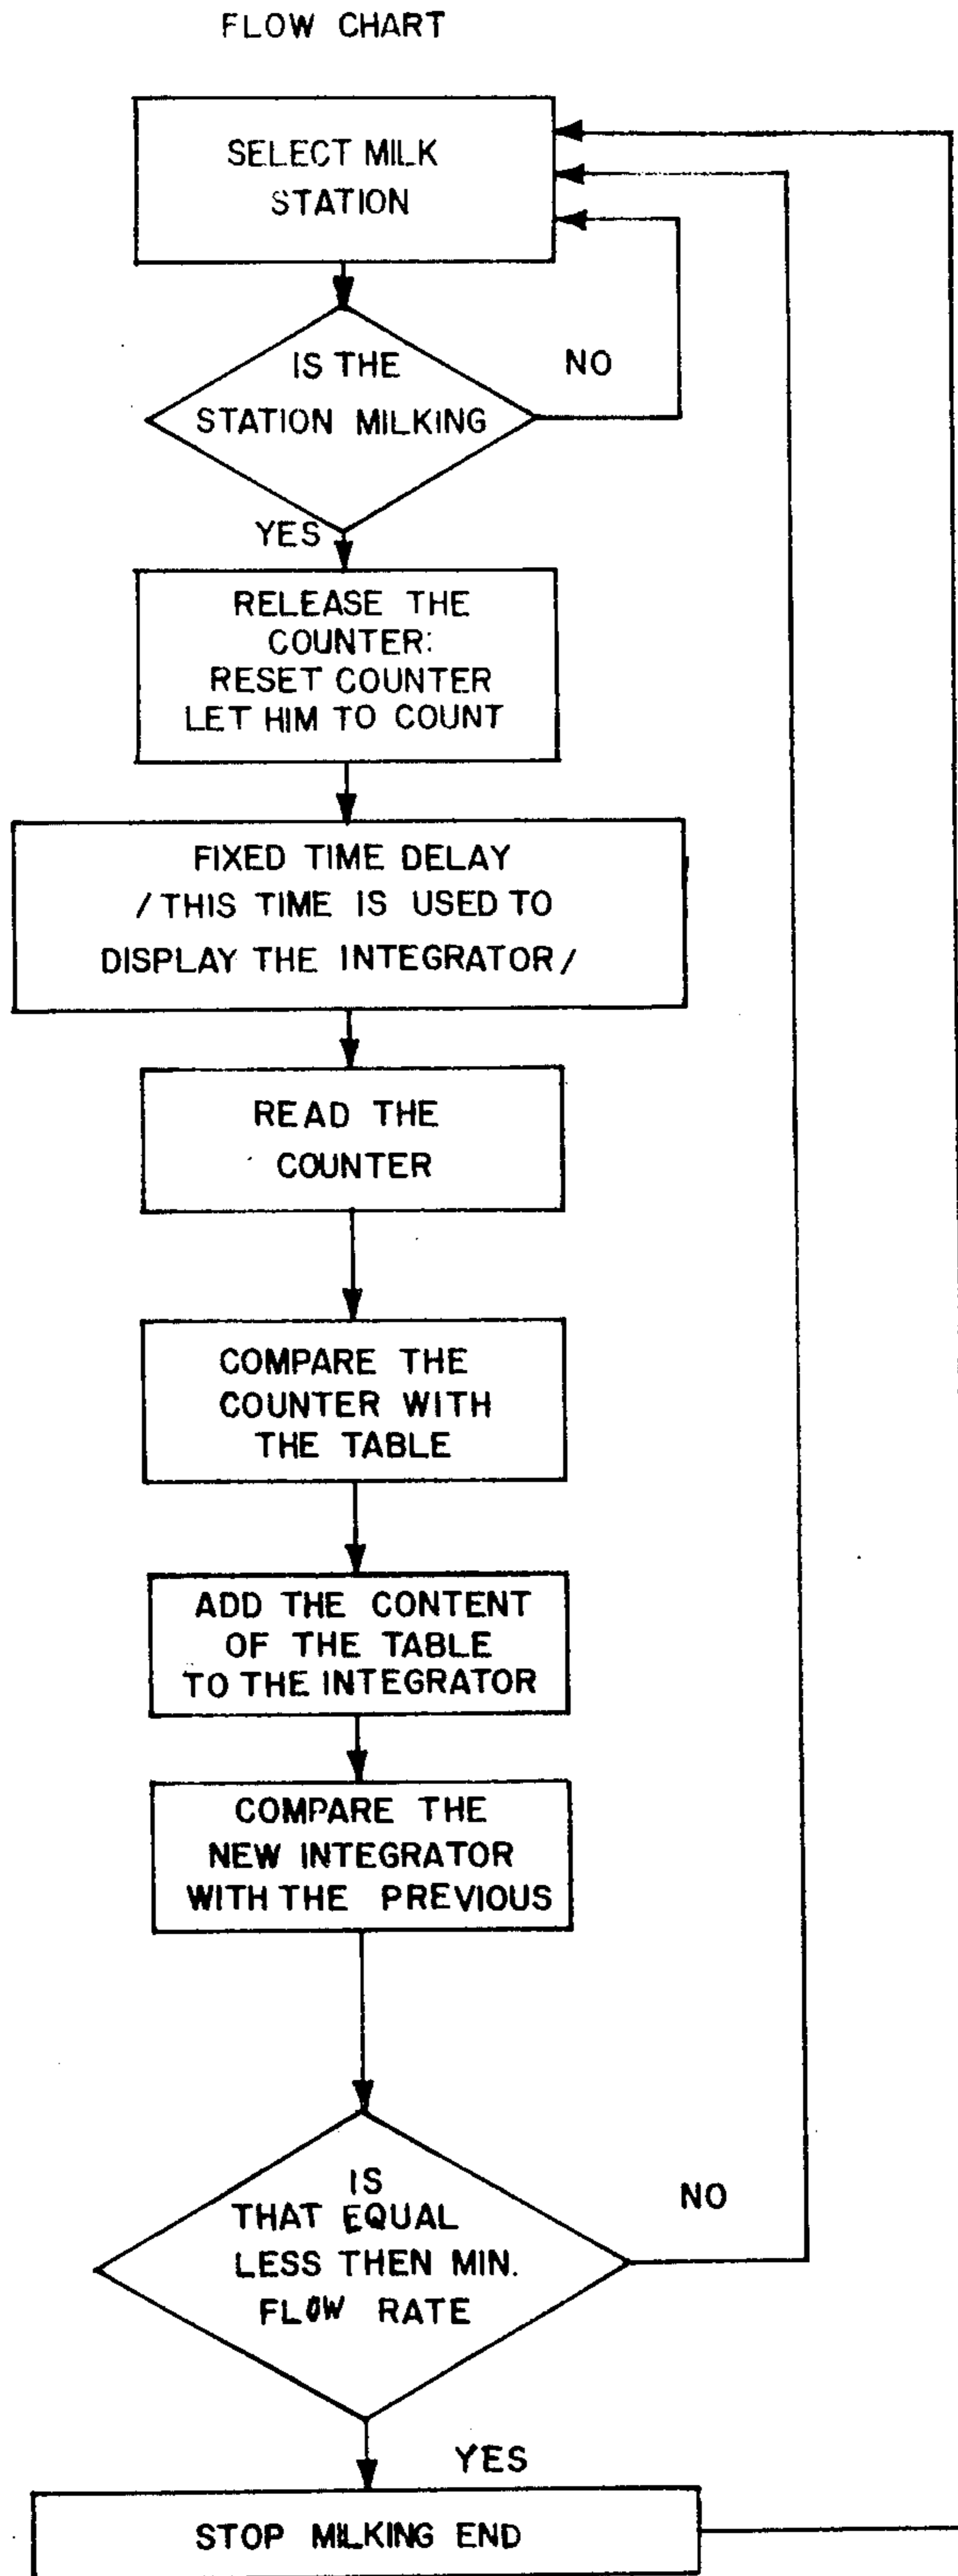 FLOW CHART
SELECT MILK
STATION
IS THE
STATION MILKING
NO
YES
RELEASE THE
COUNTER:
RESET COUNTER
LET HIM TO COUNT
FIXED TIME DELAY
/THIS TIME IS USED TO
DISPLAY THE INTEGRATOR/
READ THE
COUNTER
COMPARE THE
COUNTER WITH
THE TABLE
ADD THE CONTENT
OF THE TABLE
TO THE INTEGRATOR
COMPARE THE
NEW INTEGRATOR
WITH THE PREVIOUS
IS
THAT EQUAL
LESS THEN MIN.
FLOW RATE
NO
YES
STOP MILKING END